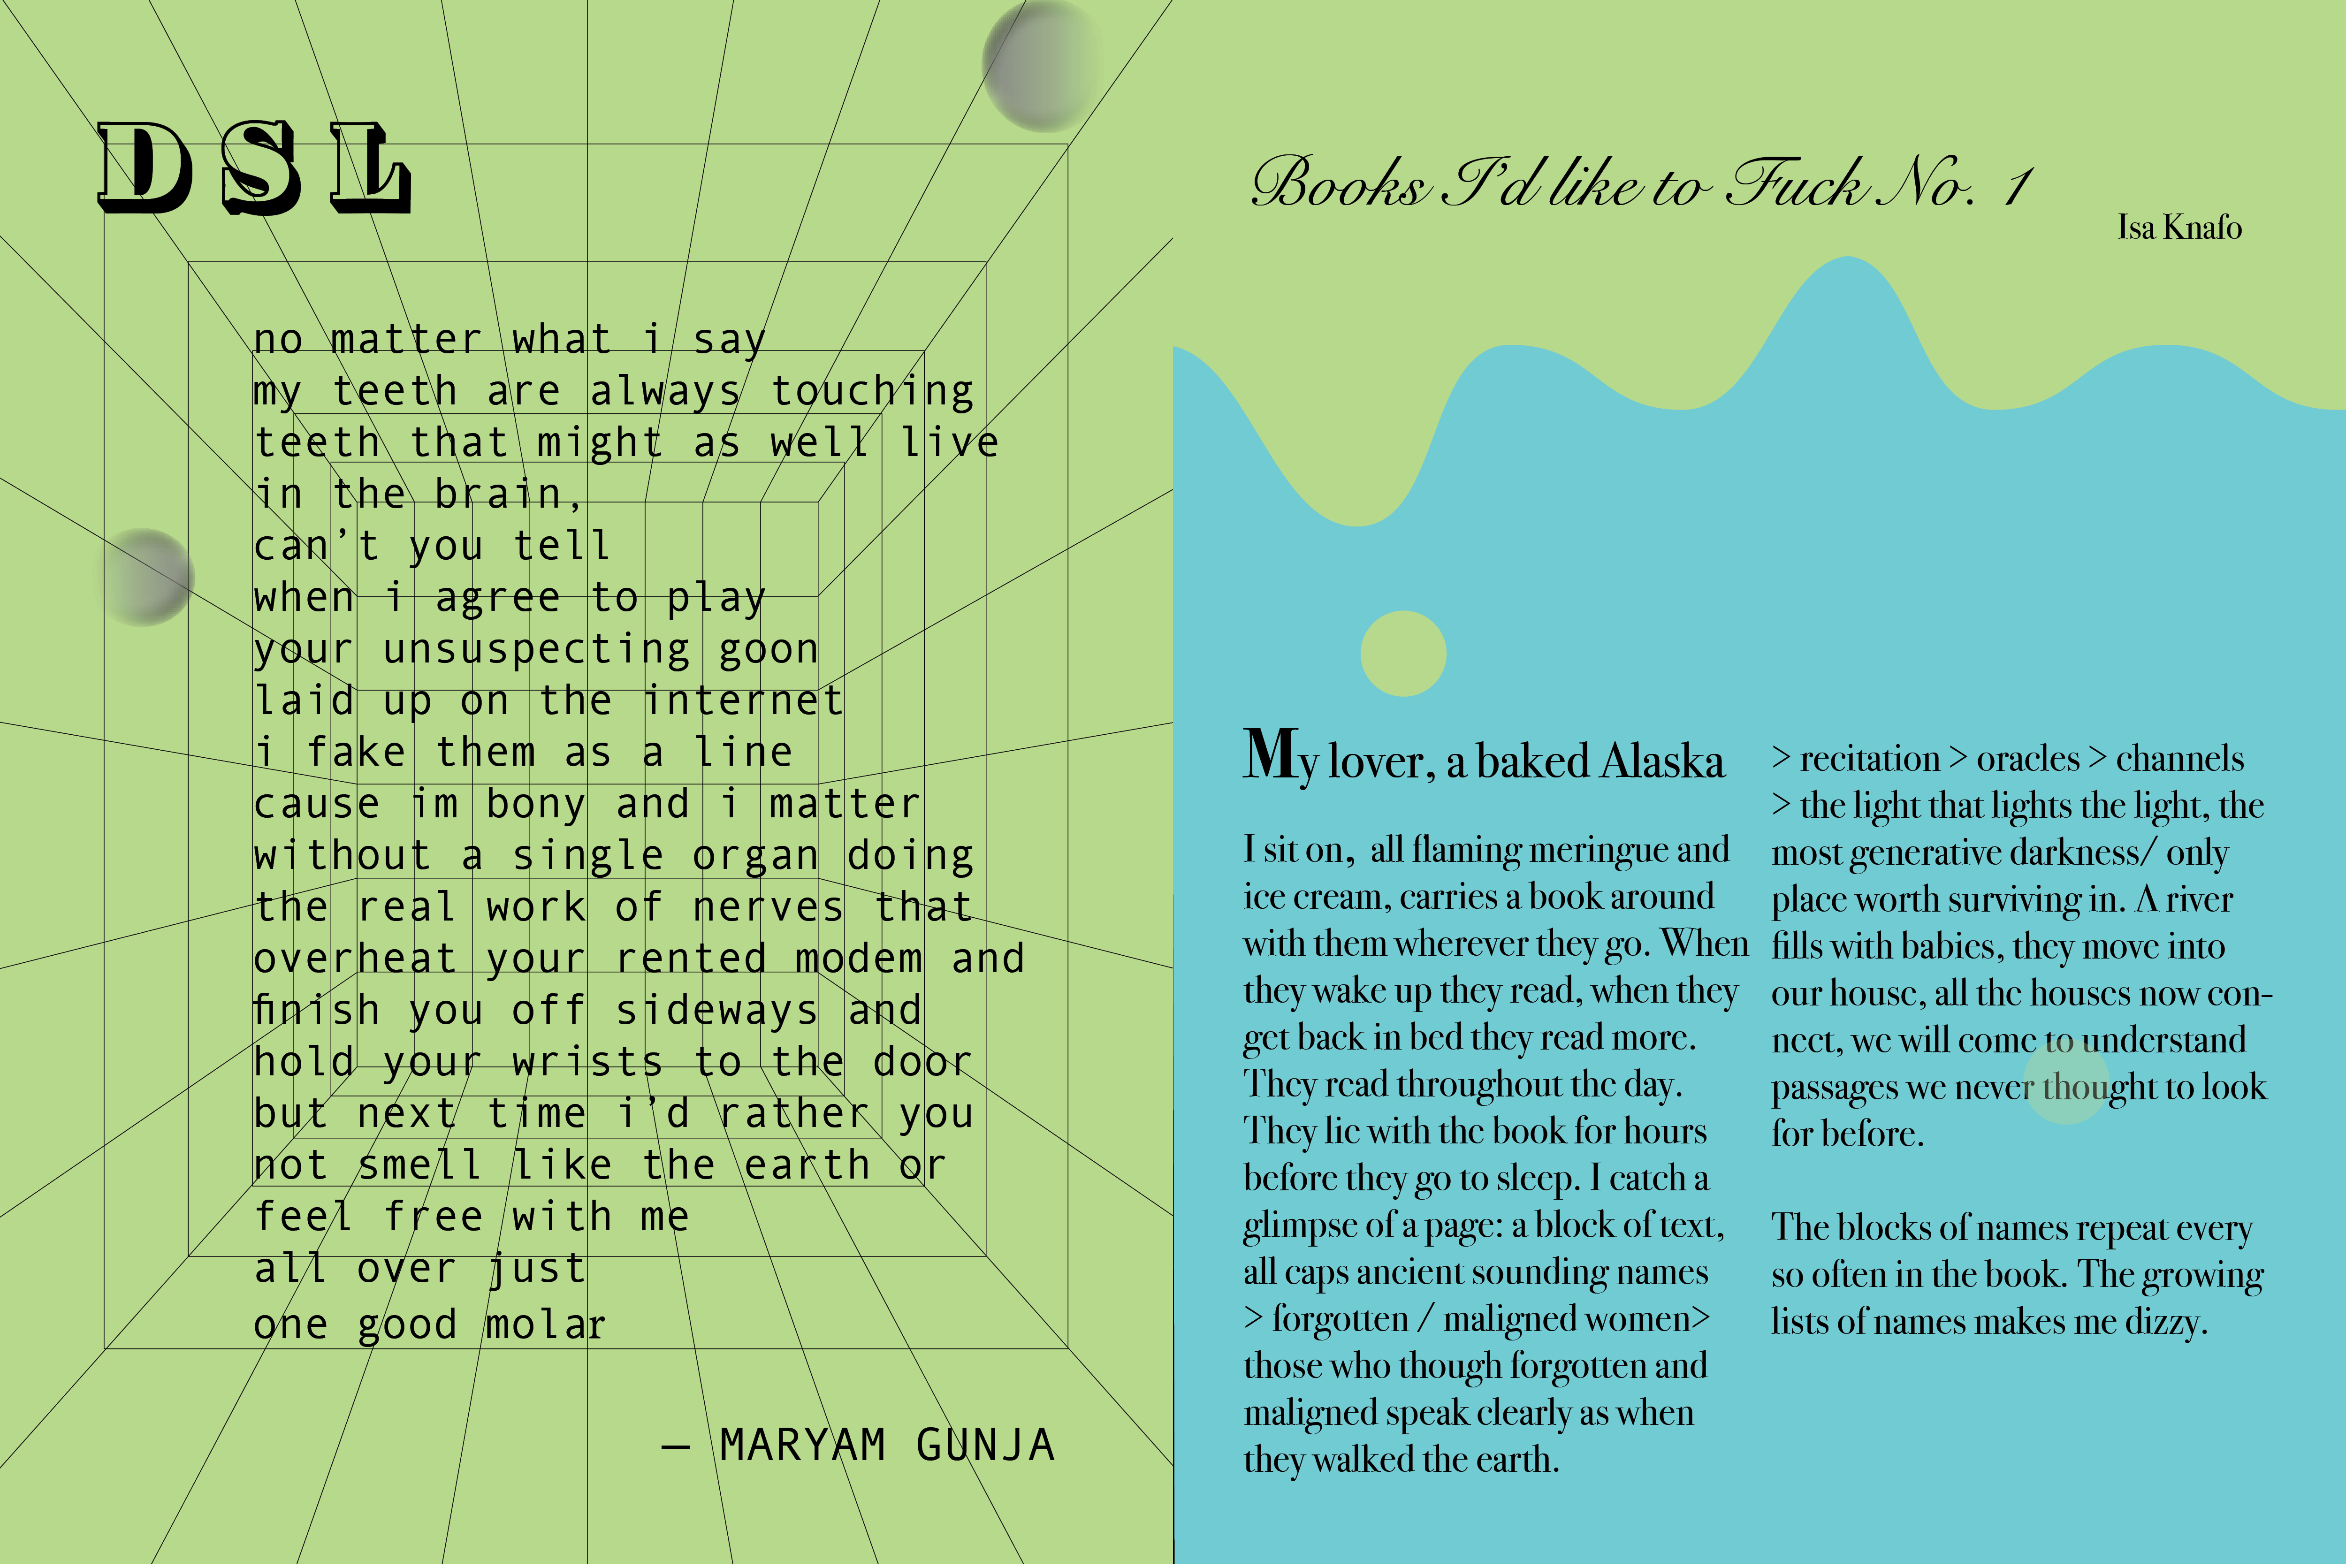 DSL
no matter what i say
my teeth are always touching
teeth that might as well live
in the brain,
can’t you tell
when i agree to play
your unsuspecting goon
laid up on the internet
i fake them as a line
cause im bony and i matter
without a single organ doing
the real work of nerves that
overheat your rented modem and
finish you off sideways and
hold your wrists to the door
but next time i’d rather you
not smell like the earth or
feel free with me
all over just
one good molar
— MARYAM GUNJA
Books I’d like to Fuck No. 1
Isa Knafo
My lover, a baked Alaska
I sit on, all flaming meringue and
ice cream, carries a book around
with them wherever they go. When
they wake up they read, when they
get back in bed they read more.
They read throughout the day.
They lie with the book for hours
before they go to sleep. I catch a
glimpse of a page: a block of text,
all caps ancient sounding names
> forgotten / maligned women>
those who though forgotten and
maligned speak clearly as when
they walked the earth.
> recitation > oracles > channels
> the light that lights the light, the
most generative darkness/ only
place worth surviving in. A river
fills with babies, they move into
our house, all the houses now con-
nect, we will come to understand
passages we never thought to look
for before.
The blocks of names repeat every
so often in the book. The growing
lists of names makes me dizzy.